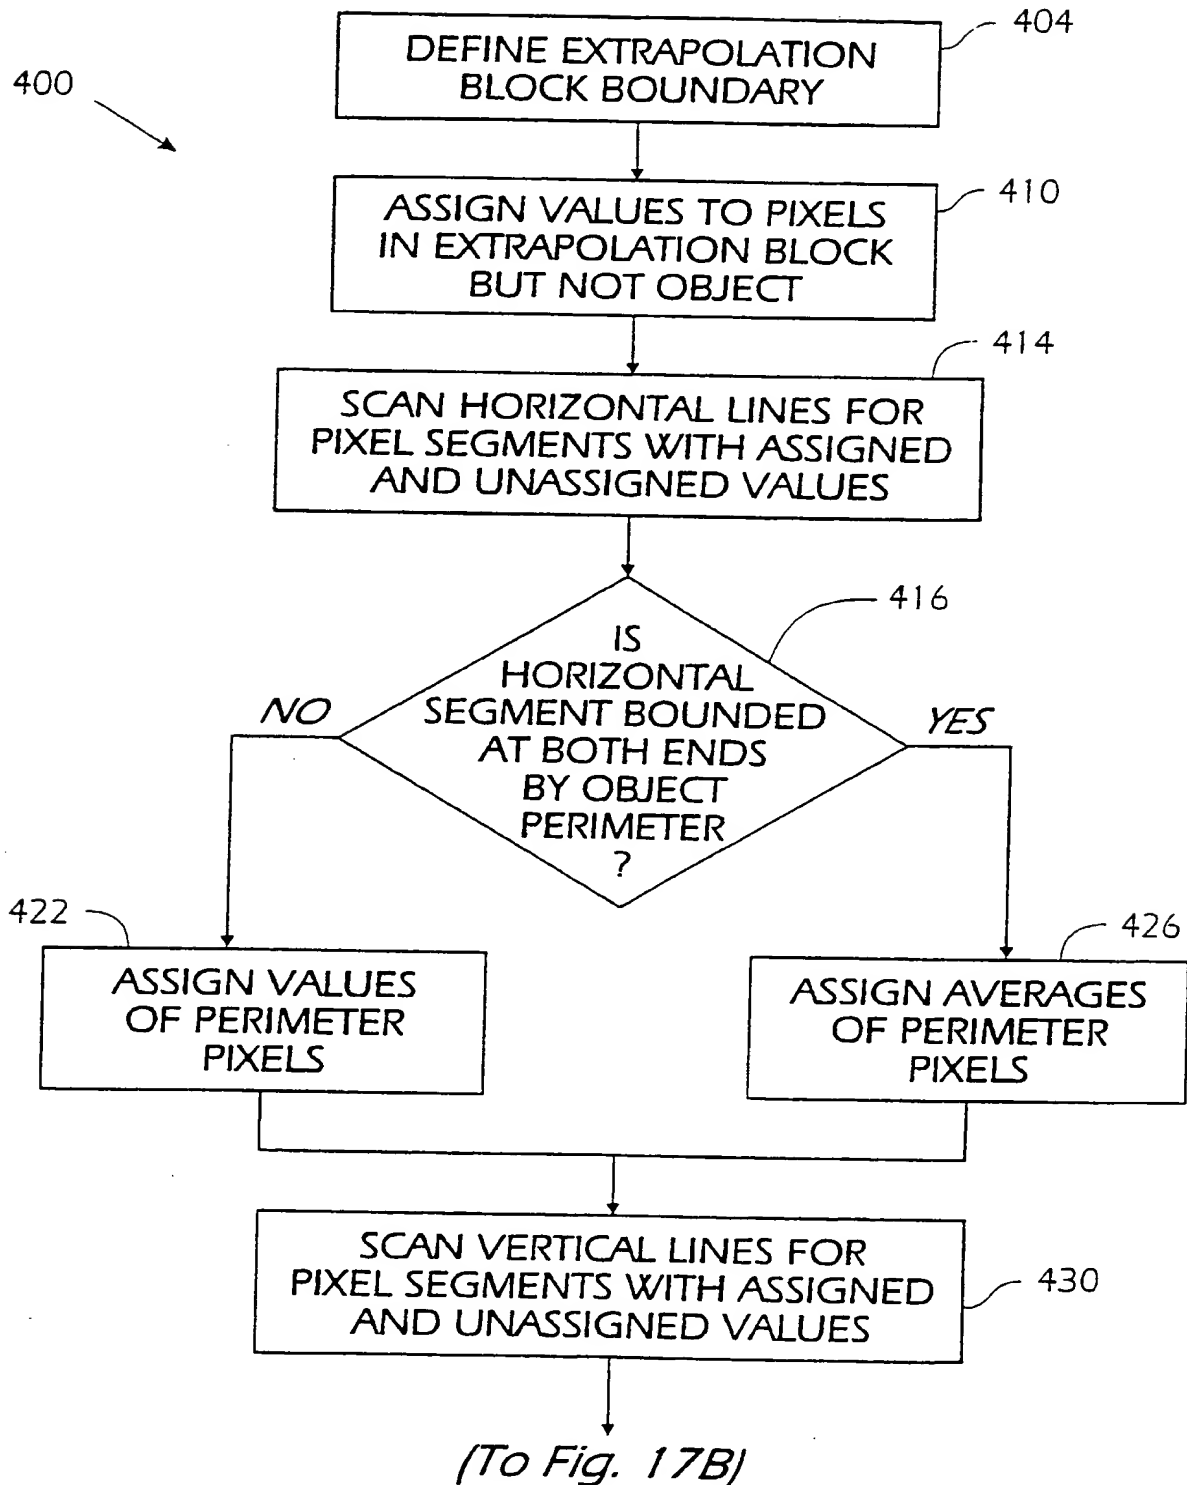 404
DEFINE EXTRAPOLATION
BLOCK BOUNDARY
400
410
ASSIGN VALUES TO PIXELS
IN EXTRAPOLATION BLOCK
BUT NOT OBJECT
414
SCAN HORIZONTAL LINES FOR
PIXEL SEGMENTS WITH ASSIGNED
AND UNASSIGNED VALUES
416
IS
HORIZONTAL
SEGMENT BOUNDED
AT BOTH ENDS
BY OBJECT
PERIMETER
?
NO
YES
422
ASSIGN VALUES
OF PERIMETER
PIXELS
426
ASSIGN AVERAGES
OF PERIMETER
PIXELS
SCAN VERTICAL LINES FOR
PIXEL SEGMENTS WITH ASSIGNED
AND UNASSIGNED VALUES
430
(To Fig. 17B)